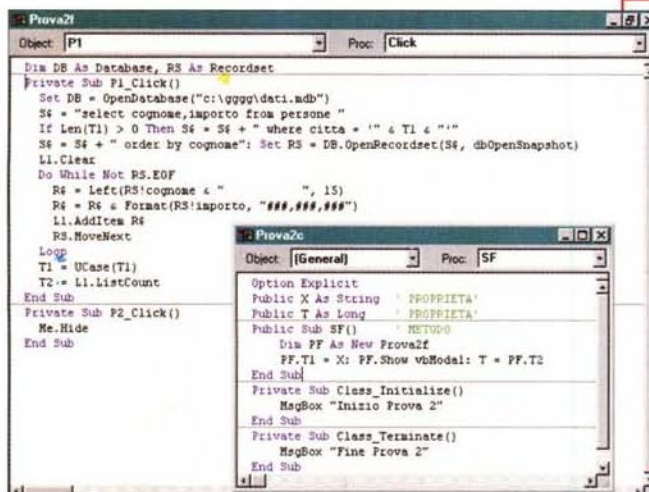 Prova2f
Object: P1 Proc: Click
Dim DB As Database, RS As Recordset
Private Sub P1_Click()
Set DB = OpenDatabase("c:\gggg\dati.mdb")
S$ = "select cognome,importo from persone "
If Len(T1) > 0 Then S$ = S$ + " where citta = '" & T1 & "'"
S$ = S$ + " order by cognome": Set RS = DB.OpenRecordset(S$, dbOpenSnapshot)
L1.Clear
Do While Not RS.EOF
R$ = Left(RS!cognome & "               ", 15)
R$ = R$ & Format(RS!importo, "###,###,###")
L1.AddItem R$
RS.MoveNext
Loop
T1 = UCase(T1)
T2 = L1.ListCount
End Sub
Private Sub P2_Click()
Me.Hide
End Sub
Prova2c
Object: (General) Proc: SF
Option Explicit
Public X As String ' PROPRIETA'
Public T As Long ' PROPRIETA'
Public Sub SF() ' METODO
Dim PF As New Prova2f
PF.T1 = X: PF.Show vbModal: T = PF.T2
End Sub
Private Sub Class_Initialize()
MsgBox "Inizio Prova 2"
End Sub
Private Sub Class_Terminate()
MsgBox "Fine Prova 2"
End Sub